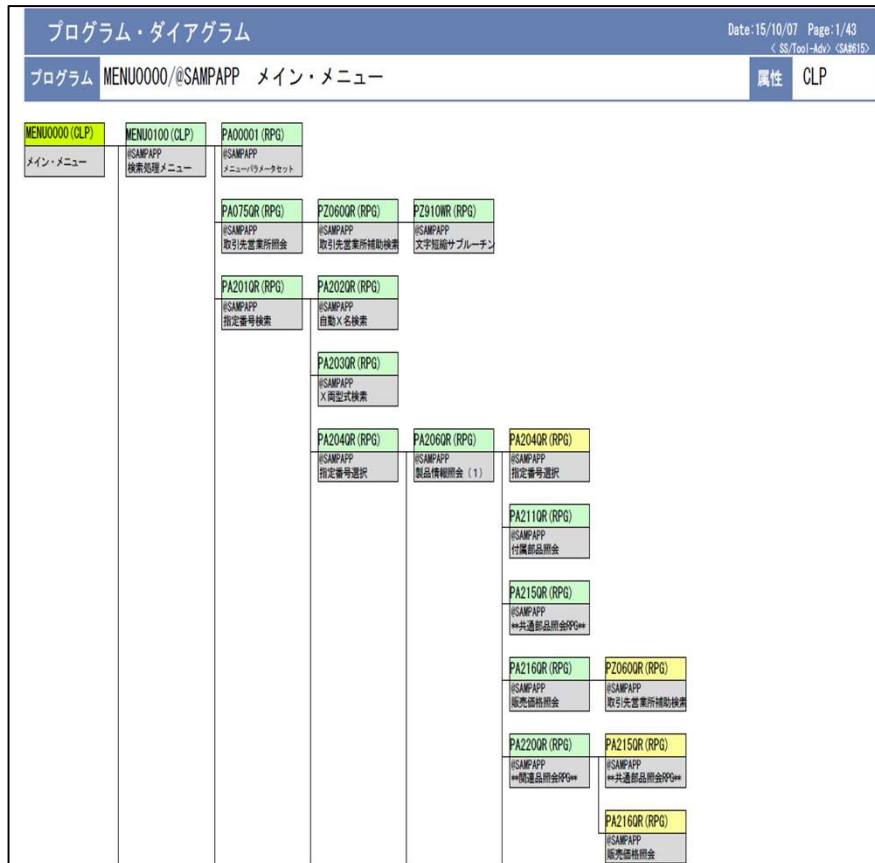 プログラム・ダイアグラム
Date:15/10/07 Page:1/43
< SS/Tool-Adv> <SA#615>
プログラム MENU0000/@SAMPAPP メイン・メニュー 属性 CLP
MENU0000(CLP) MENU0100(CLP) PA00001(RPG)
メイン・メニュー
@SAMPAPP
検索処理メニュー
@SAMPAPP
メニューパラメータセット
PA075QR(RPG) PZ060QR(RPG) PZ910WR(RPG)
@SAMPAPP @SAMPAPP @SAMPAPP
取引先営業所照会 取引先営業所補助検索 文字短縮サブルーチン
PA201QR(RPG) PA202QR(RPG)
@SAMPAPP @SAMPAPP
指定番号検索 自動X名検索
PA203QR(RPG)
@SAMPAPP
X両型式検索
PA204QR(RPG) PA206QR(RPG) PA204QR(RPG)
@SAMPAPP @SAMPAPP @SAMPAPP
指定番号選択 製品情報照会(1) 指定番号選択
PA211QR(RPG)
@SAMPAPP
付属部品照会
PA215QR(RPG)
@SAMPAPP
**共通部品照会RPG**
PA216QR(RPG) PZ060QR(RPG)
@SAMPAPP @SAMPAPP
販売価格照会 取引先営業所補助検索
PA220QR(RPG) PA215QR(RPG)
@SAMPAPP @SAMPAPP
**関連品照会RPG** **共通部品照会RPG**
PA216QR(RPG)
@SAMPAPP
販売価格照会